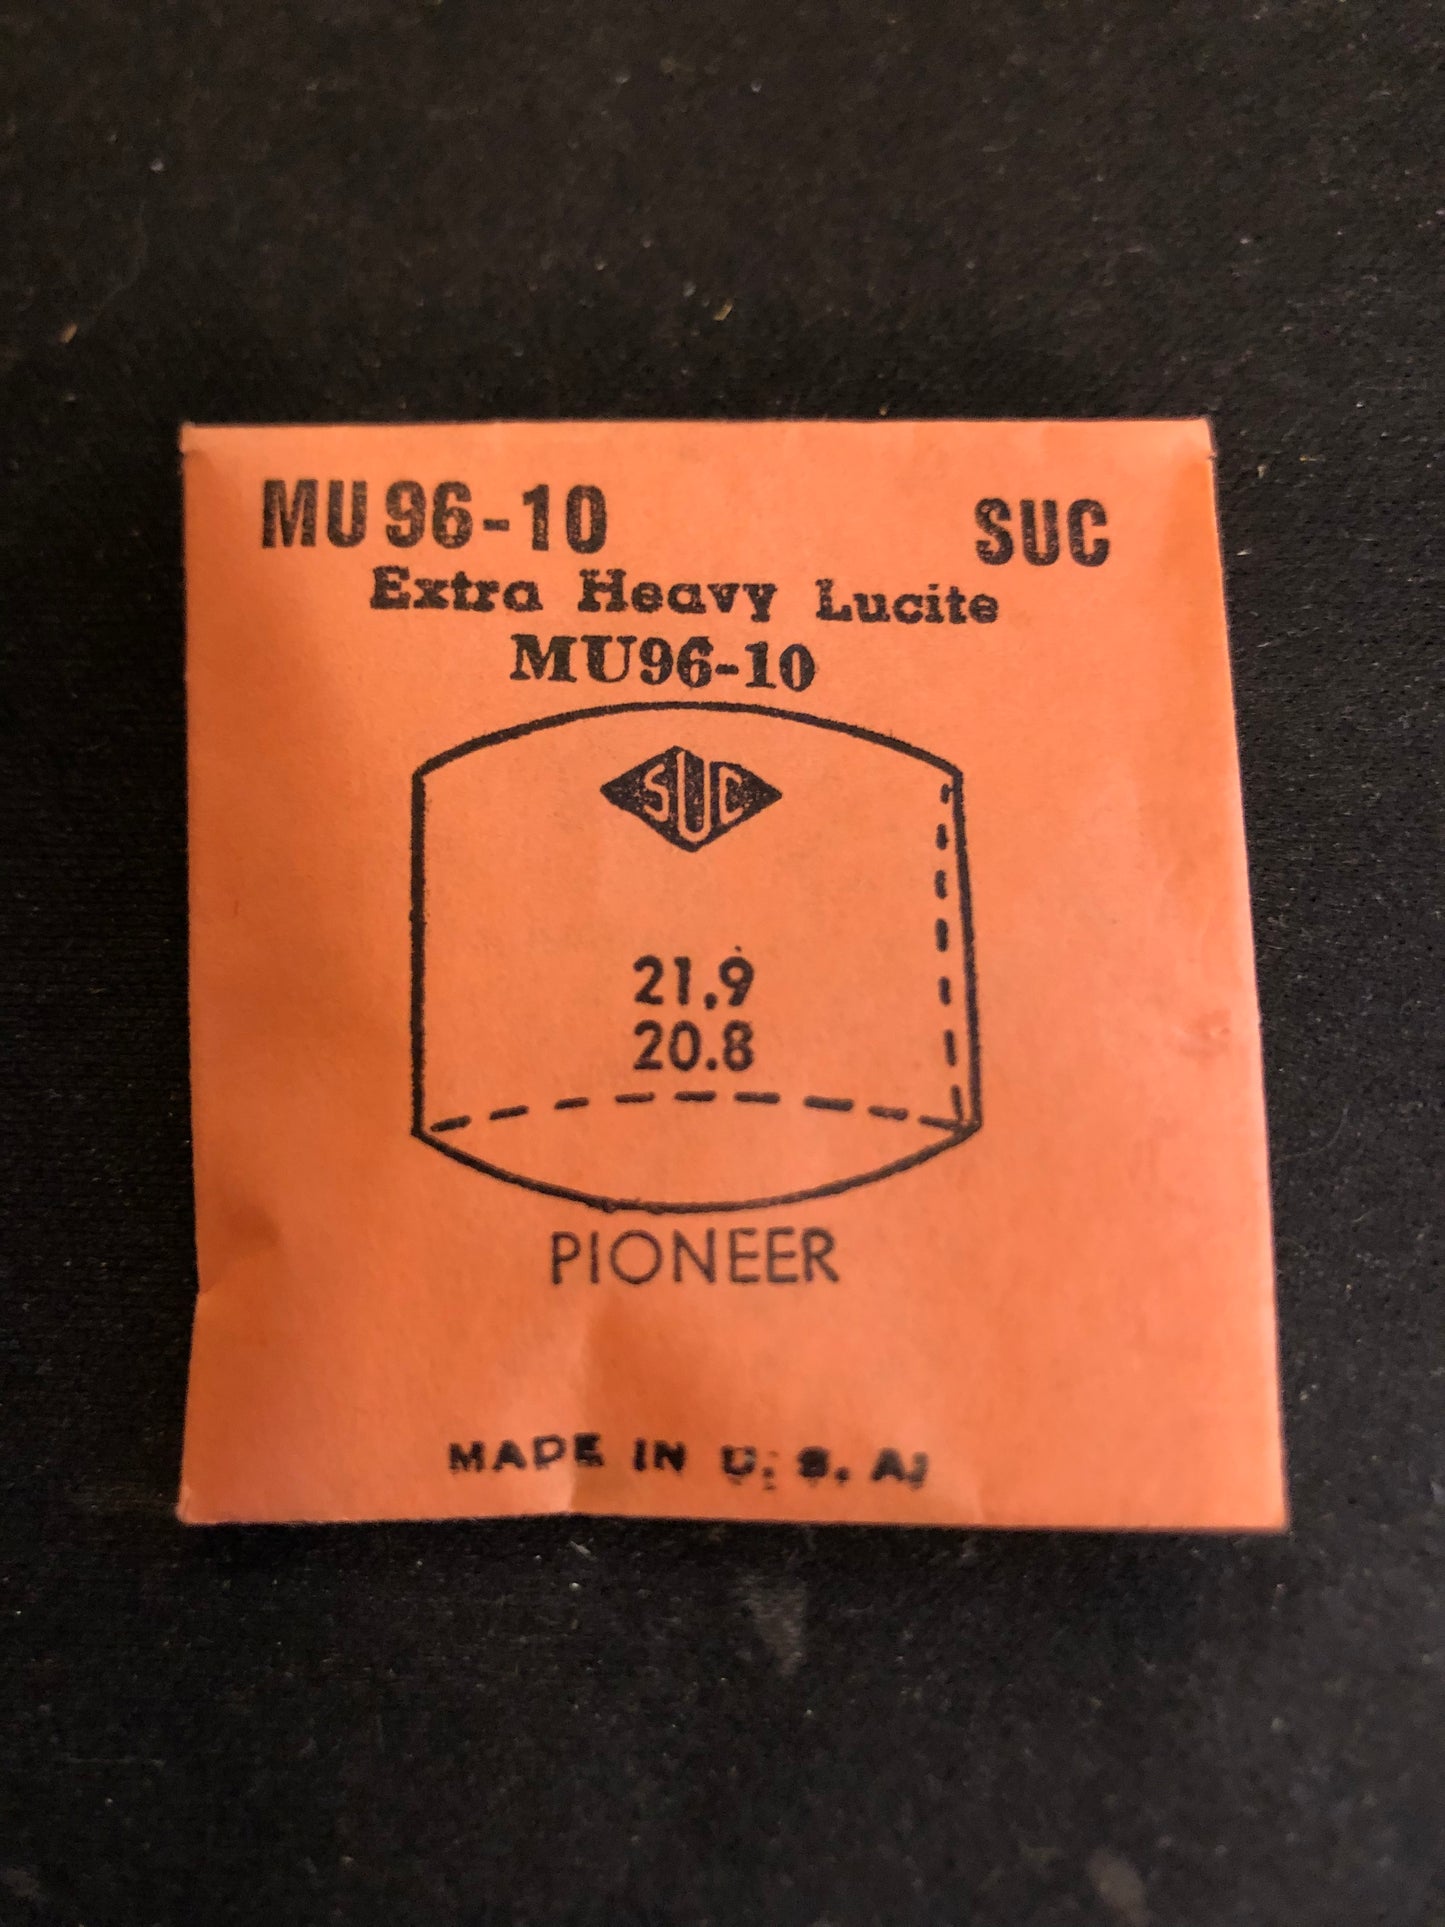 MU96-10 SUC
Extra Heavy Lucite
MU96-10
SUC
21.9
20.8
PIONEER
MADE IN U. S. A.